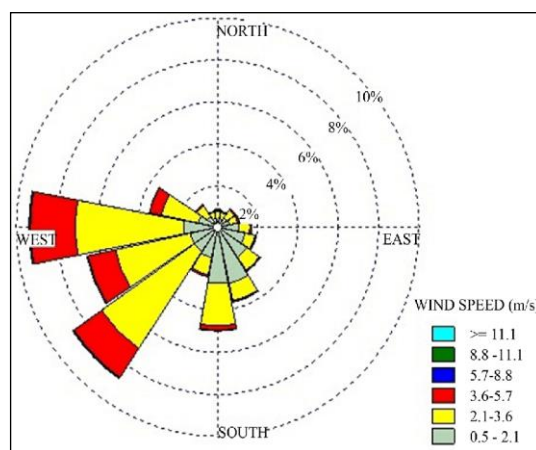 NORTH
10%
8%
6%
4%
2%
WEST
EAST
SOUTH
WIND SPEED (m/s)
>= 11.1
8.8 -11.1
5.7-8.8
3.6-5.7
2.1-3.6
0.5 - 2.1